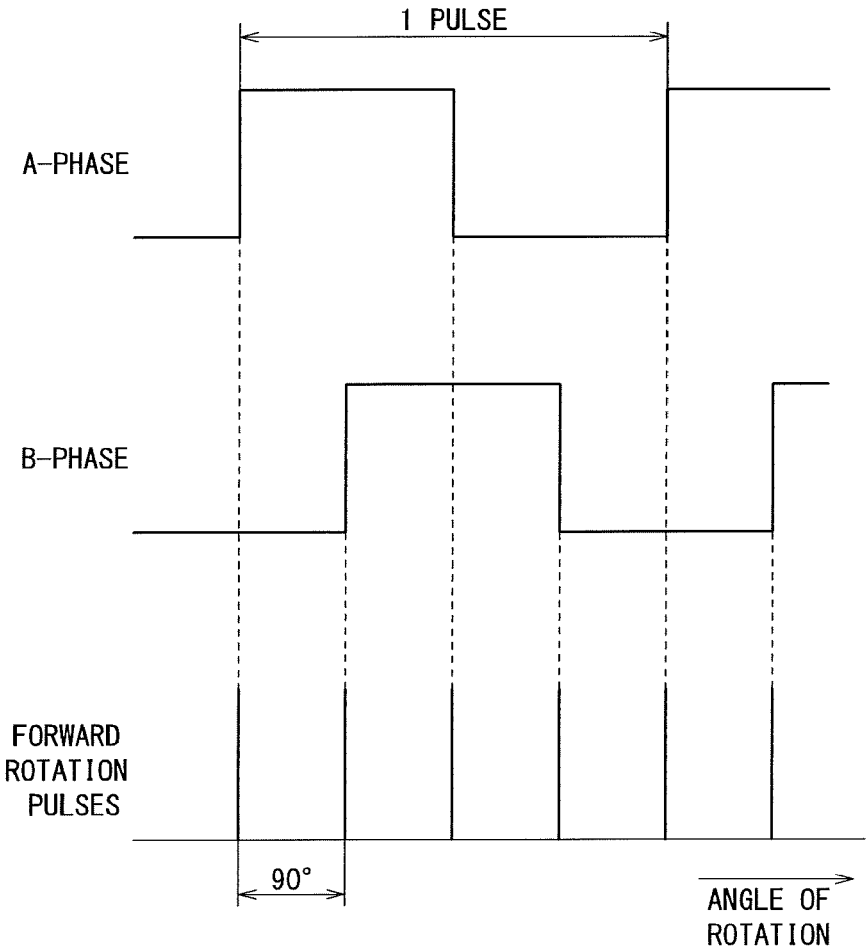 1 PULSE
A-PHASE
B-PHASE
FORWARD
ROTATION
PULSES
90°
ANGLE OF
ROTATION